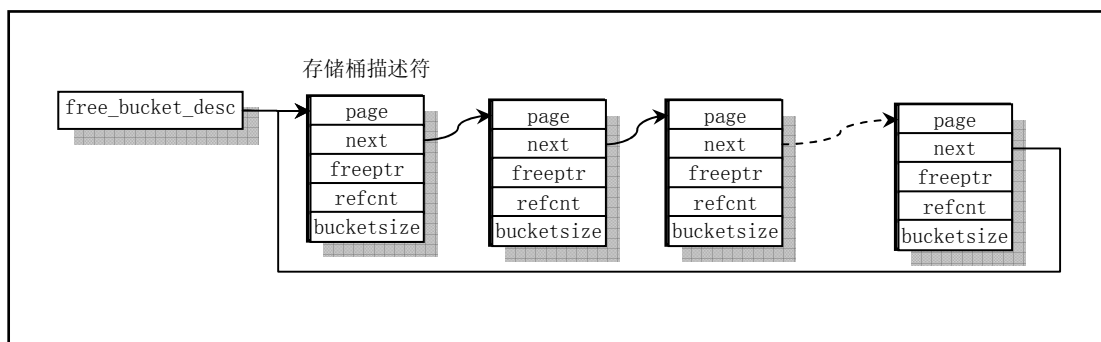 存储桶描述符
free_bucket_desc
page
next
freeptr
refcnt
bucketsize
page
next
freeptr
refcnt
bucketsize
page
next
freeptr
refcnt
bucketsize
page
next
freeptr
refcnt
bucketsize